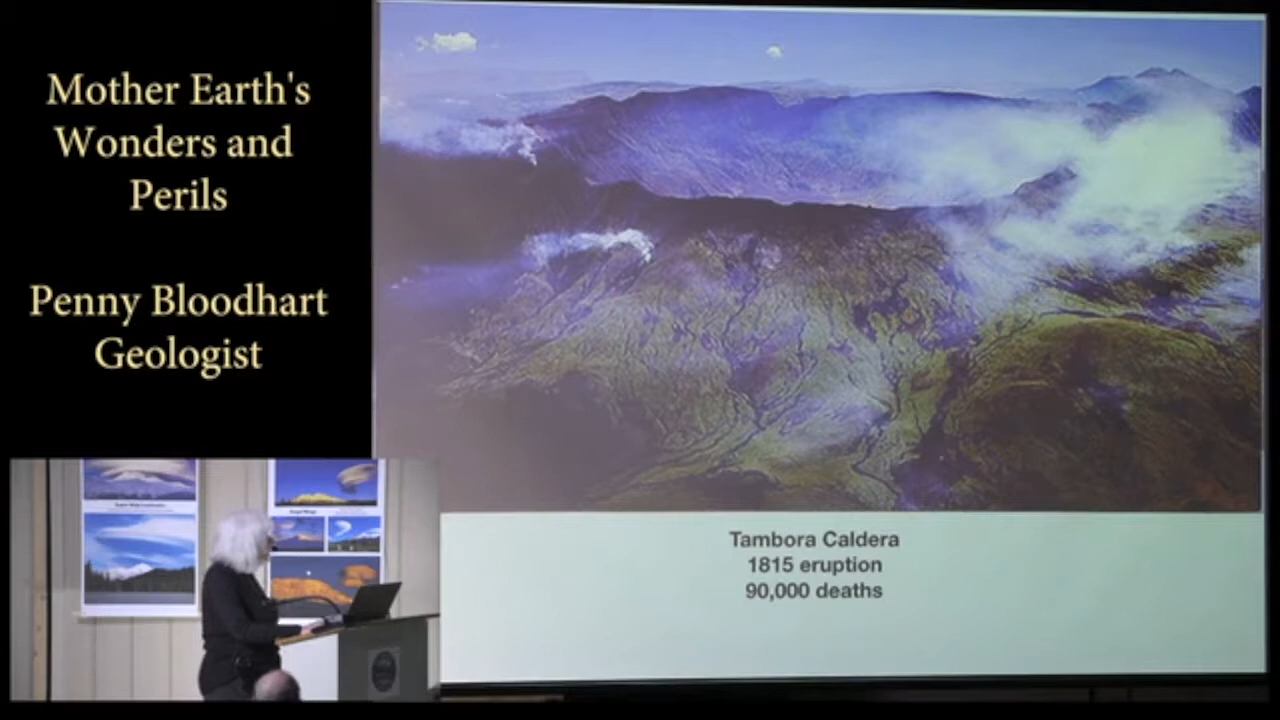 Mother Earth's
Wonders and
Perils
Penny Bloodhart
Geologist
Tambora Caldera
1815 eruption
90,000 deaths